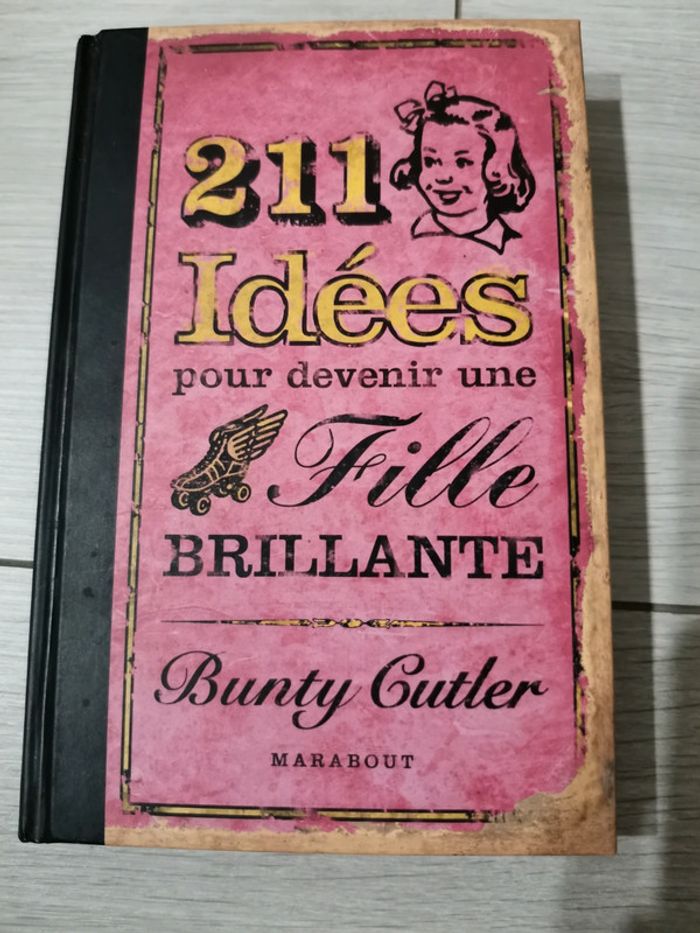 211
Idées
pour devenir une
Fille
BRILLANTE
Bunty Cutler
MARABOUT